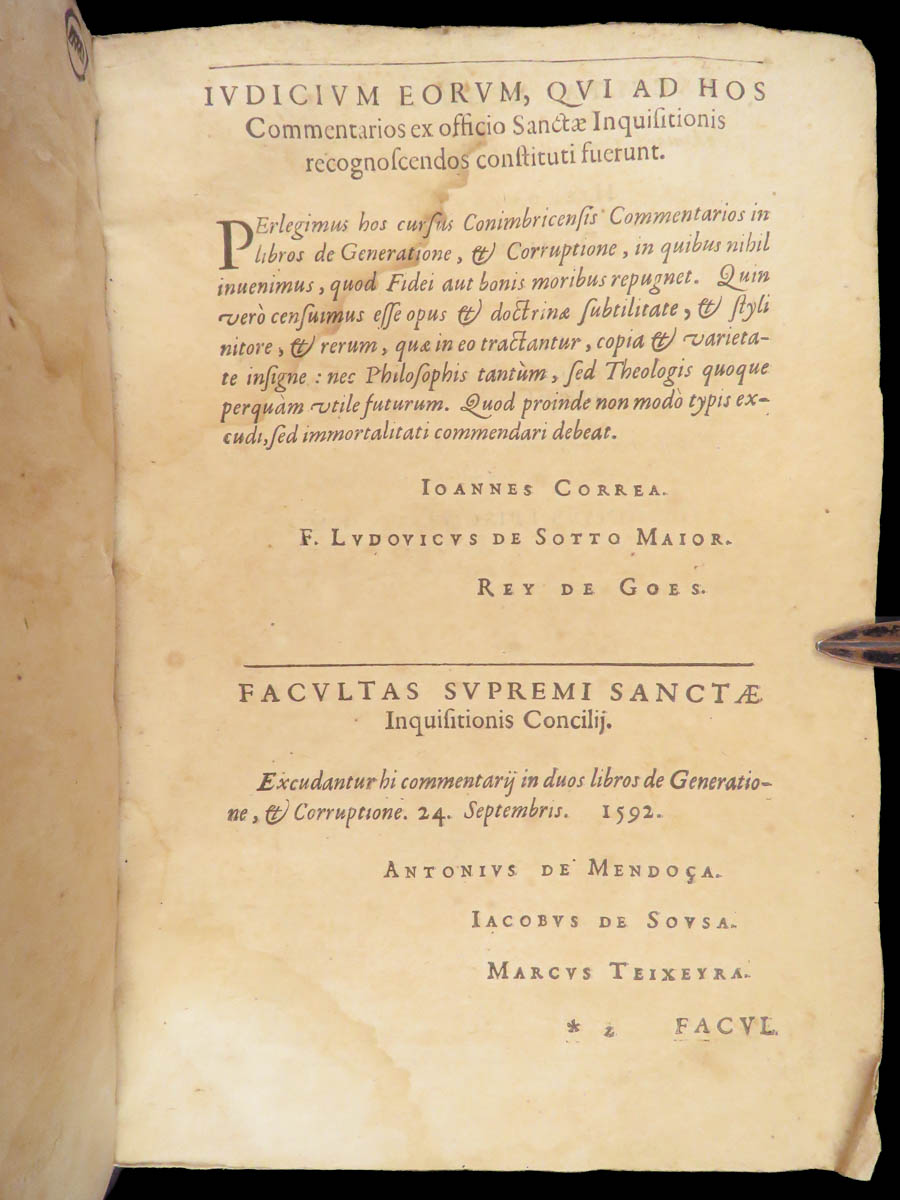 IVDICIVM EORVM, QVI AD HOS
Commentarios ex officio Sanctæ Inquiſitionis
recognoſcendos conſtituti fuerunt.
PErlegimus hos curſus Conimbricenſis Commentarios in
libros de Generatione, & Corruptione, in quibus nihil
inuenimus, quod Fidei aut bonis moribus repugnet. Quin
verò cenſuimus eſſe opus & doctrinæ ſubtilitate, & ſtyli
nitore, & rerum, quæ in eo tractantur, copia & varieta-
te inſigne: nec Philoſophis tantùm, ſed Theologis quoque
perquàm vtile futurum. Quod proinde non modò typis ex-
cudi, ſed immortalitati commendari debeat.
IOANNES CORREA.
F. LVDOVICVS DE SOTTO MAIOR.
REY DE GOES.
FACVLTAS SVPREMI SANCTÆ
Inquiſitionis Concilij.
Excudantur hi commentarij in duos libros de Generatio-
ne, & Corruptione. 24. Septembris. 1592.
ANTONIVS DE MENDOÇA.
IACOBVS DE SOVSA.
MARCVS TEIXEYRA.
* 2 FACVL